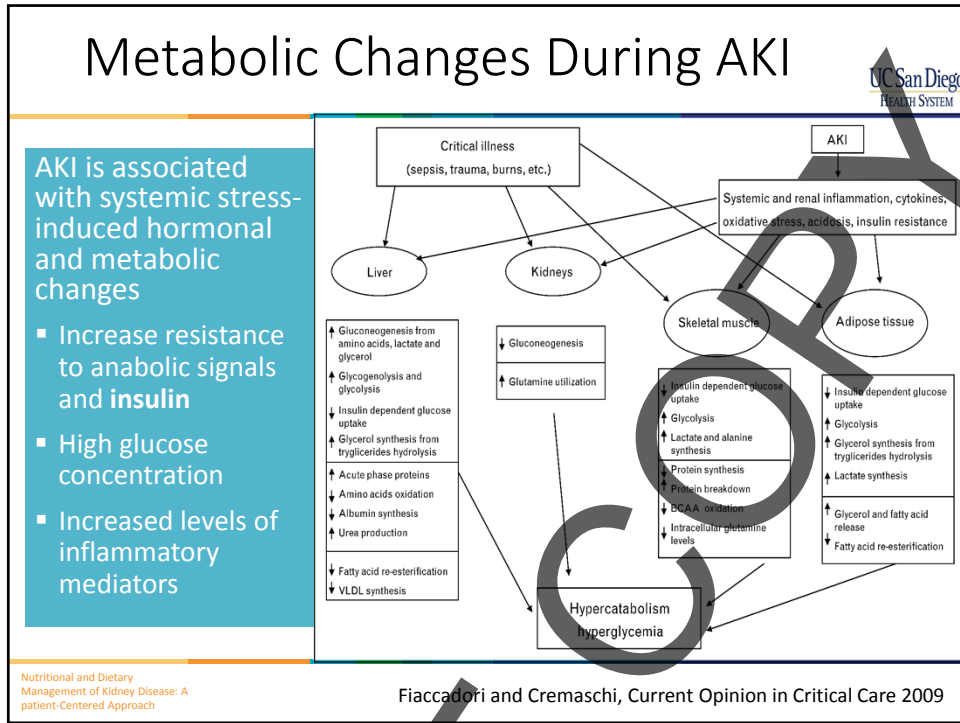 Metabolic Changes During AKI
UC San Diego
HEALTH SYSTEM
AKI is associated
with systemic stress-
induced hormonal
and metabolic
changes
▪ Increase resistance
to anabolic signals
and insulin
▪ High glucose
concentration
▪ Increased levels of
inflammatory
mediators
Critical illness
(sepsis, trauma, burns, etc.)
AKI
Systemic and renal inflammation, cytokines,
oxidative stress, acidosis, insulin resistance
Liver
Kidneys
Skeletal muscle
Adipose tissue
↑ Gluconeogenesis from
amino acids, lactate and
glycerol
↑ Glycogenolysis and
glycolysis
↓ Insulin dependent glucose
uptake
↑ Glycerol synthesis from
tryglicerides hydrolysis
↑ Acute phase proteins
↓ Amino acids oxidation
↓ Albumin synthesis
↑ Urea production
↓ Fatty acid re-esterification
↓ VLDL synthesis
↓ Gluconeogenesis
↑ Glutamine utilization
↓ Insulin dependent glucose
uptake
↑ Glycolysis
↑ Lactate and alanine
synthesis
↓ Protein synthesis
↑ Protein breakdown
↓ BCAA oxidation
↓ Intracellular glutamine
levels
↓ Insulin dependent glucose
uptake
↑ Glycolysis
↑ Glycerol synthesis from
tryglicerides hydrolysis
↑ Lactate synthesis
↑ Glycerol and fatty acid
release
↓ Fatty acid re-esterification
Hypercatabolism
hyperglycemia
COPY
Nutritional and Dietary
Management of Kidney Disease: A
patient-Centered Approach
Fiaccadori and Cremaschi, Current Opinion in Critical Care 2009